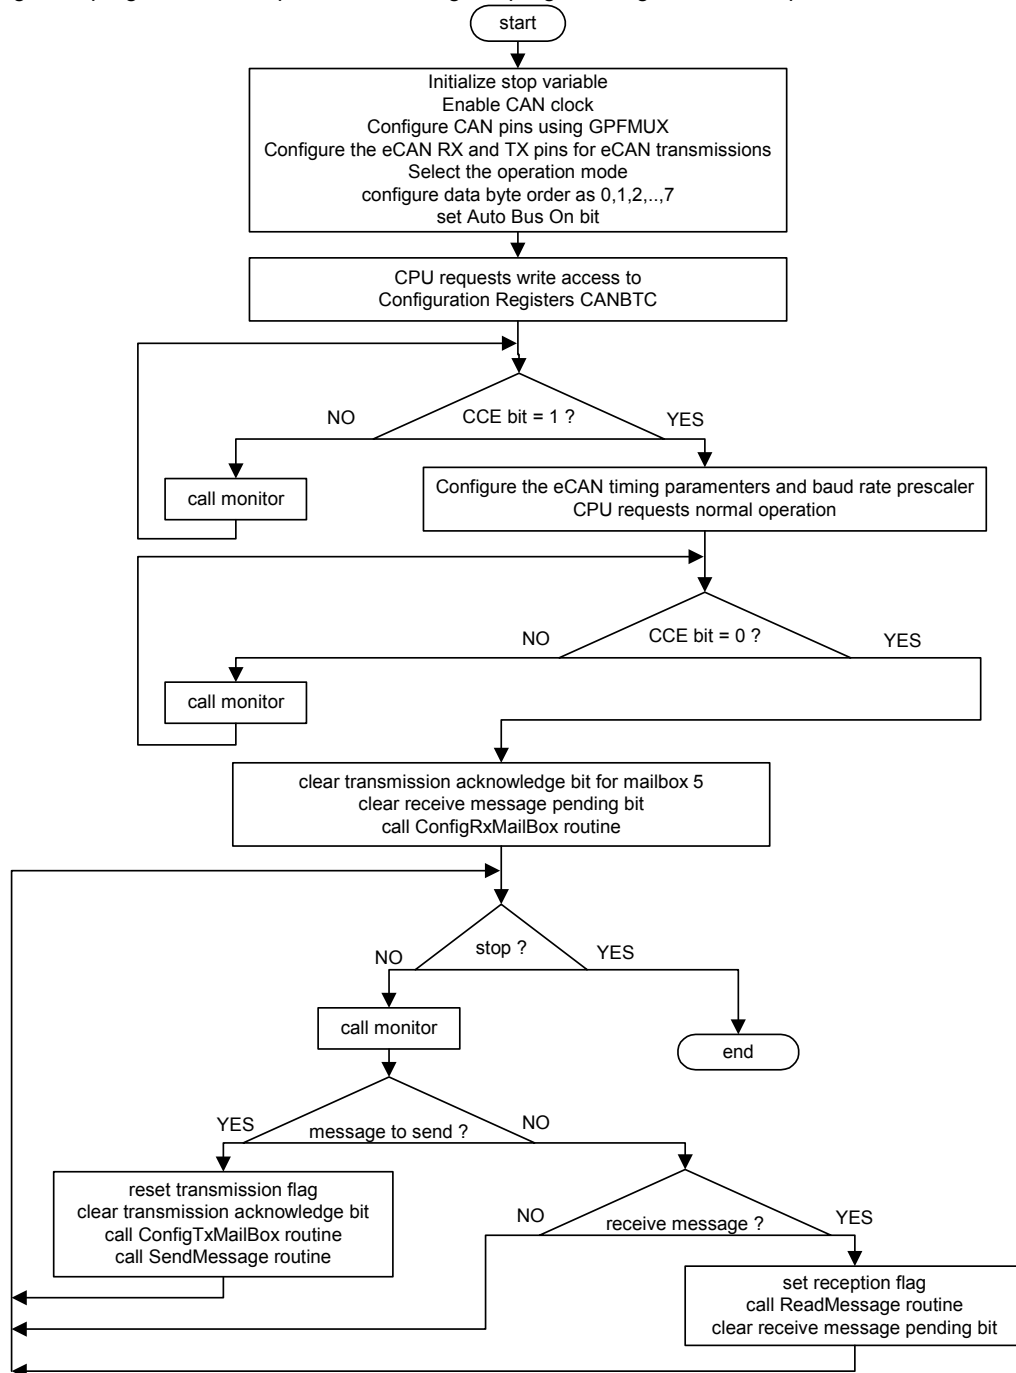 start
Initialize stop variable
Enable CAN clock
Configure CAN pins using GPFMUX
Configure the eCAN RX and TX pins for eCAN transmissions
Select the operation mode
configure data byte order as 0,1,2,..,7
set Auto Bus On bit
CPU requests write access to
Configuration Registers CANBTC
NO
CCE bit = 1 ?
YES
call monitor
Configure the eCAN timing paramenters and baud rate prescaler
CPU requests normal operation
NO
CCE bit = 0 ?
YES
call monitor
clear transmission acknowledge bit for mailbox 5
clear receive message pending bit
call ConfigRxMailBox routine
NO
stop ?
YES
call monitor
end
YES
message to send ?
NO
reset transmission flag
clear transmission acknowledge bit
call ConfigTxMailBox routine
call SendMessage routine
NO
receive message ?
YES
set reception flag
call ReadMessage routine
clear receive message pending bit